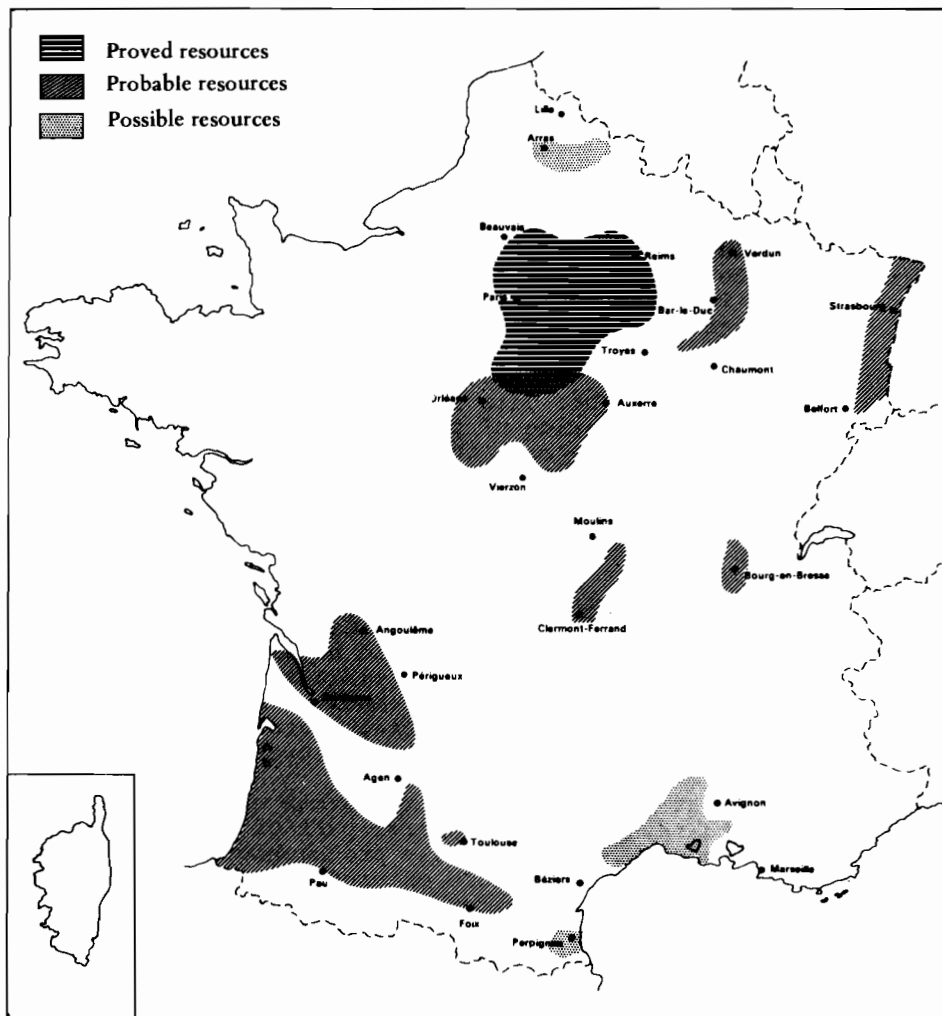 Proved resources
Probable resources
Possible resources
Lille
Arras
Beauvais
Reims
Verdun
Paris
Bar-le-Duc
Strasbourg
Troyes
Chaumont
Orléans
Auxerre
Belfort
Vierzon
Moulins
Bourg-en-Bresse
Clermont-Ferrand
Angoulême
Périgueux
Agen
Avignon
Toulouse
Marseille
Pau
Béziers
Foix
Perpignan